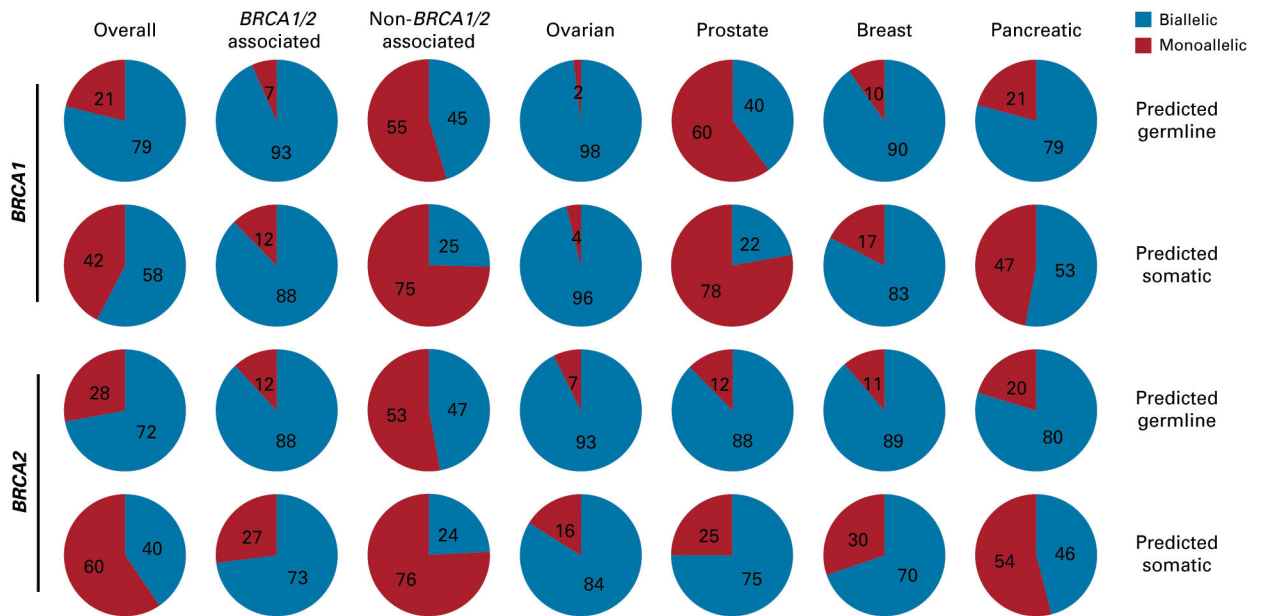 Overall
BRCA1/2
associated
Non-BRCA1/2
associated
Ovarian
Prostate
Breast
Pancreatic
Biallelic
Monoallelic
BRCA1
21
79
7
93
55
45
2
98
60
40
10
90
21
79
Predicted
germline
42
58
12
88
75
25
4
96
78
22
17
83
47
53
Predicted
somatic
BRCA2
28
72
12
88
53
47
7
93
12
88
11
89
20
80
Predicted
germline
60
40
27
73
76
24
16
84
25
75
30
70
54
46
Predicted
somatic